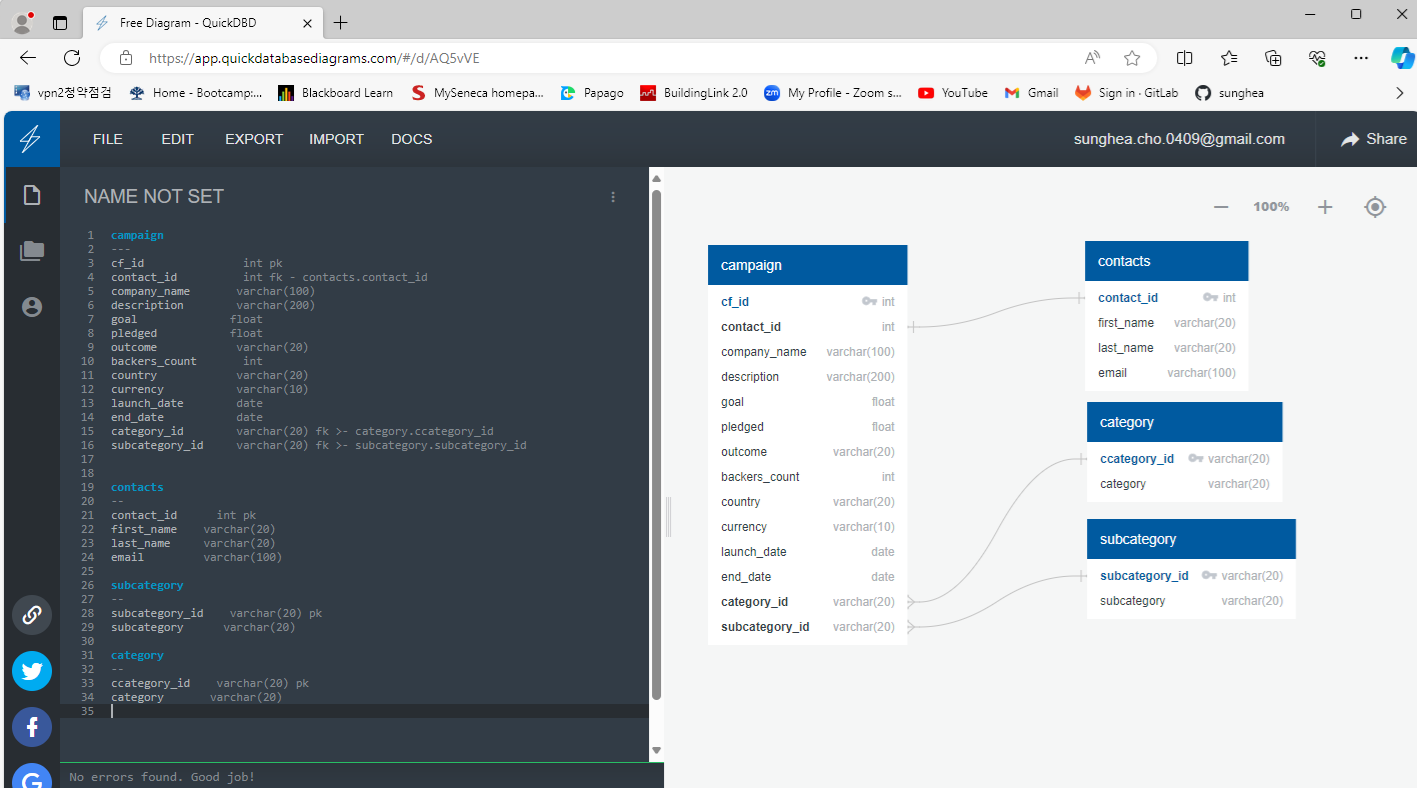 Free Diagram - QuickDBD
https://app.quickdatabasediagrams.com/#/d/AQ5vVE
vpn2청약점검 Home - Bootcamp:... Blackboard Learn MySeneca homepa... Papago BuildingLink 2.0 My Profile - Zoom s... YouTube Gmail Sign in · GitLab sunghea
FILE EDIT EXPORT IMPORT DOCS sunghea.cho.0409@gmail.com Share
NAME NOT SET
1 campaign
2 ---
3 cf_id int pk
4 contact_id int fk - contacts.contact_id
5 company_name varchar(100)
6 description varchar(200)
7 goal float
8 pledged float
9 outcome varchar(20)
10 backers_count int
11 country varchar(20)
12 currency varchar(10)
13 launch_date date
14 end_date date
15 category_id varchar(20) fk >- category.ccategory_id
16 subcategory_id varchar(20) fk >- subcategory.subcategory_id
17
18
19 contacts
20 --
21 contact_id int pk
22 first_name varchar(20)
23 last_name varchar(20)
24 email varchar(100)
25
26 subcategory
27 --
28 subcategory_id varchar(20) pk
29 subcategory varchar(20)
30
31 category
32 --
33 ccategory_id varchar(20) pk
34 category varchar(20)
35
No errors found. Good job!
100%
campaign
cf_id int
contact_id int
company_name varchar(100)
description varchar(200)
goal float
pledged float
outcome varchar(20)
backers_count int
country varchar(20)
currency varchar(10)
launch_date date
end_date date
category_id varchar(20)
subcategory_id varchar(20)
contacts
contact_id int
first_name varchar(20)
last_name varchar(20)
email varchar(100)
category
ccategory_id varchar(20)
category varchar(20)
subcategory
subcategory_id varchar(20)
subcategory varchar(20)